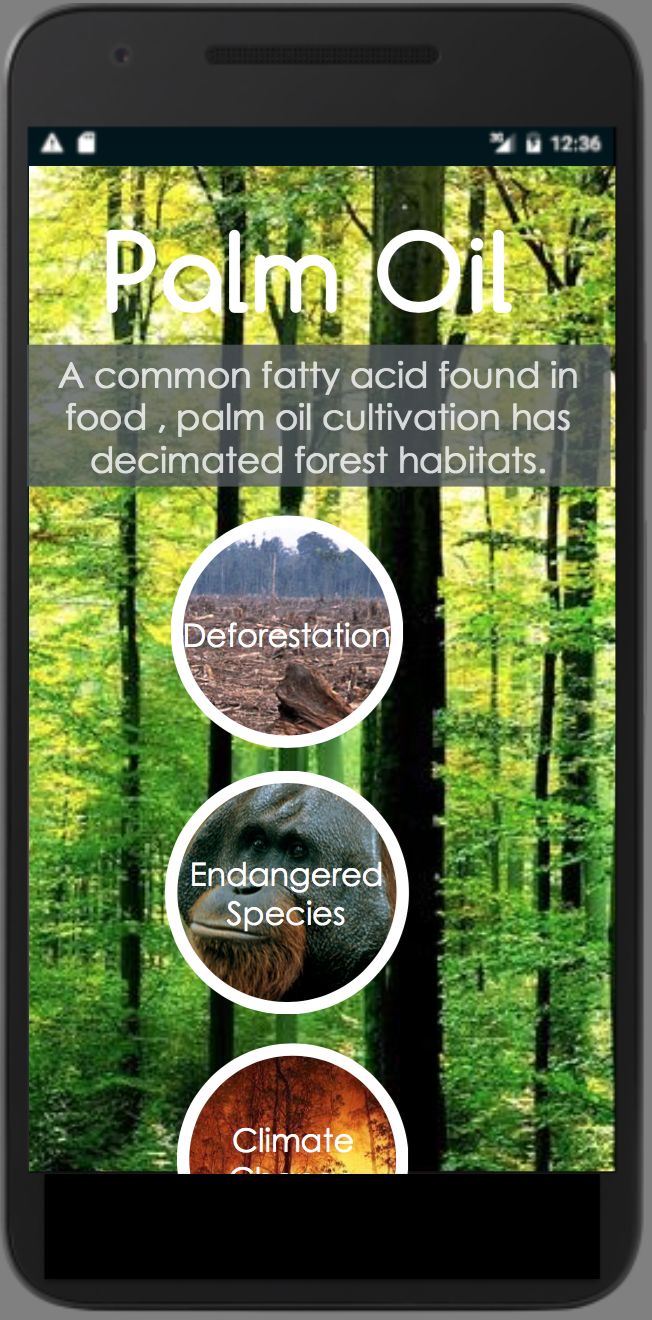 12:36
Palm Oil
A common fatty acid found in
food , palm oil cultivation has
decimated forest habitats.
Deforestation
Endangered
Species
Climate